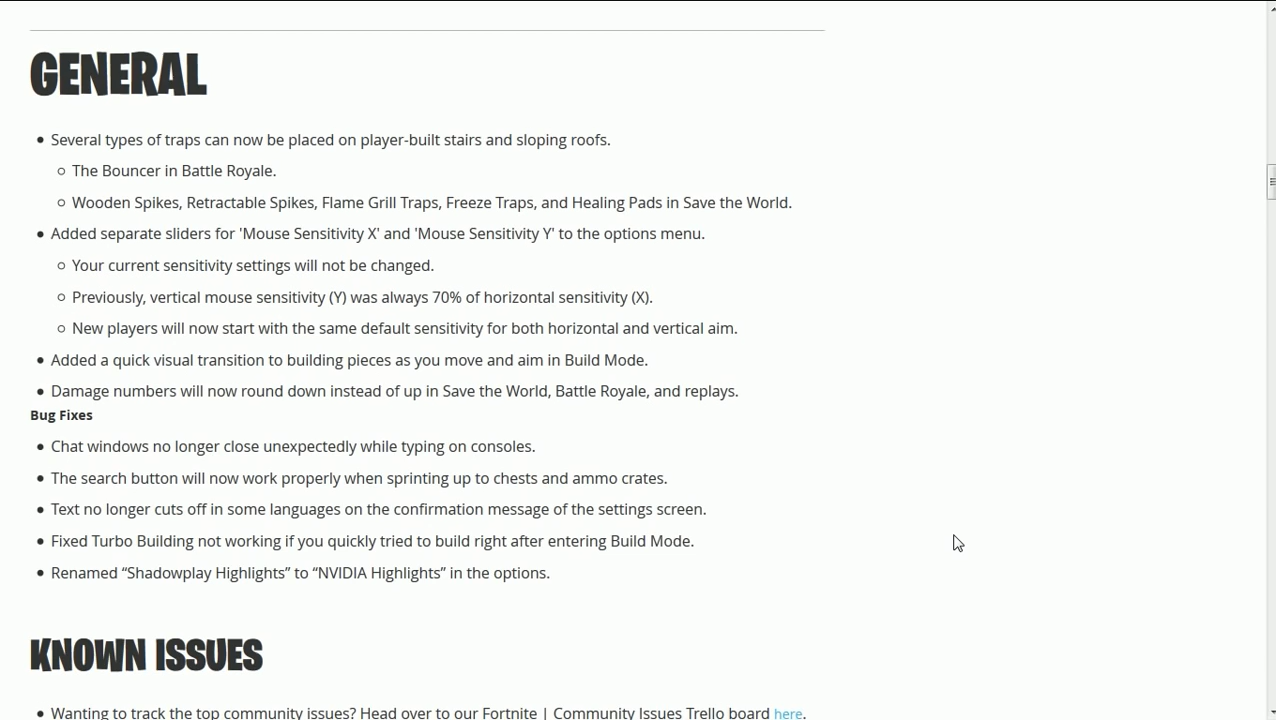 GENERAL
• Several types of traps can now be placed on player-built stairs and sloping roofs.
○ The Bouncer in Battle Royale.
○ Wooden Spikes, Retractable Spikes, Flame Grill Traps, Freeze Traps, and Healing Pads in Save the World.
• Added separate sliders for 'Mouse Sensitivity X' and 'Mouse Sensitivity Y' to the options menu.
○ Your current sensitivity settings will not be changed.
○ Previously, vertical mouse sensitivity (Y) was always 70% of horizontal sensitivity (X).
○ New players will now start with the same default sensitivity for both horizontal and vertical aim.
• Added a quick visual transition to building pieces as you move and aim in Build Mode.
• Damage numbers will now round down instead of up in Save the World, Battle Royale, and replays.
Bug Fixes
• Chat windows no longer close unexpectedly while typing on consoles.
• The search button will now work properly when sprinting up to chests and ammo crates.
• Text no longer cuts off in some languages on the confirmation message of the settings screen.
• Fixed Turbo Building not working if you quickly tried to build right after entering Build Mode.
• Renamed “Shadowplay Highlights” to “NVIDIA Highlights” in the options.
KNOWN ISSUES
• Wanting to track the top community issues? Head over to our Fortnite | Community Issues Trello board here.